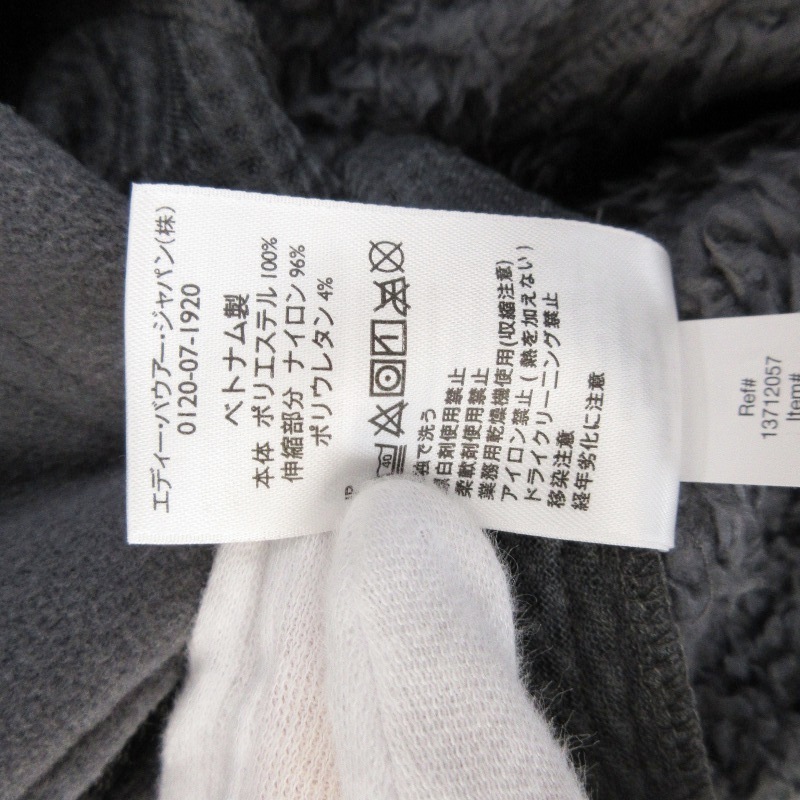 エディー・バウアー・ジャパン(株)
0120-07-1920
ベトナム製
本体 ポリエステル 100%
伸縮部分 ナイロン 96%
ポリウレタン 4%
40
で洗う
白剤使用禁止
柔軟剤使用禁止
業務用乾燥機使用(収縮注意)
アイロン禁止 ( 熱を加えない )
ドライクリーニング禁止
移染注意
経年劣化に注意
Ref#
13712057
Item#